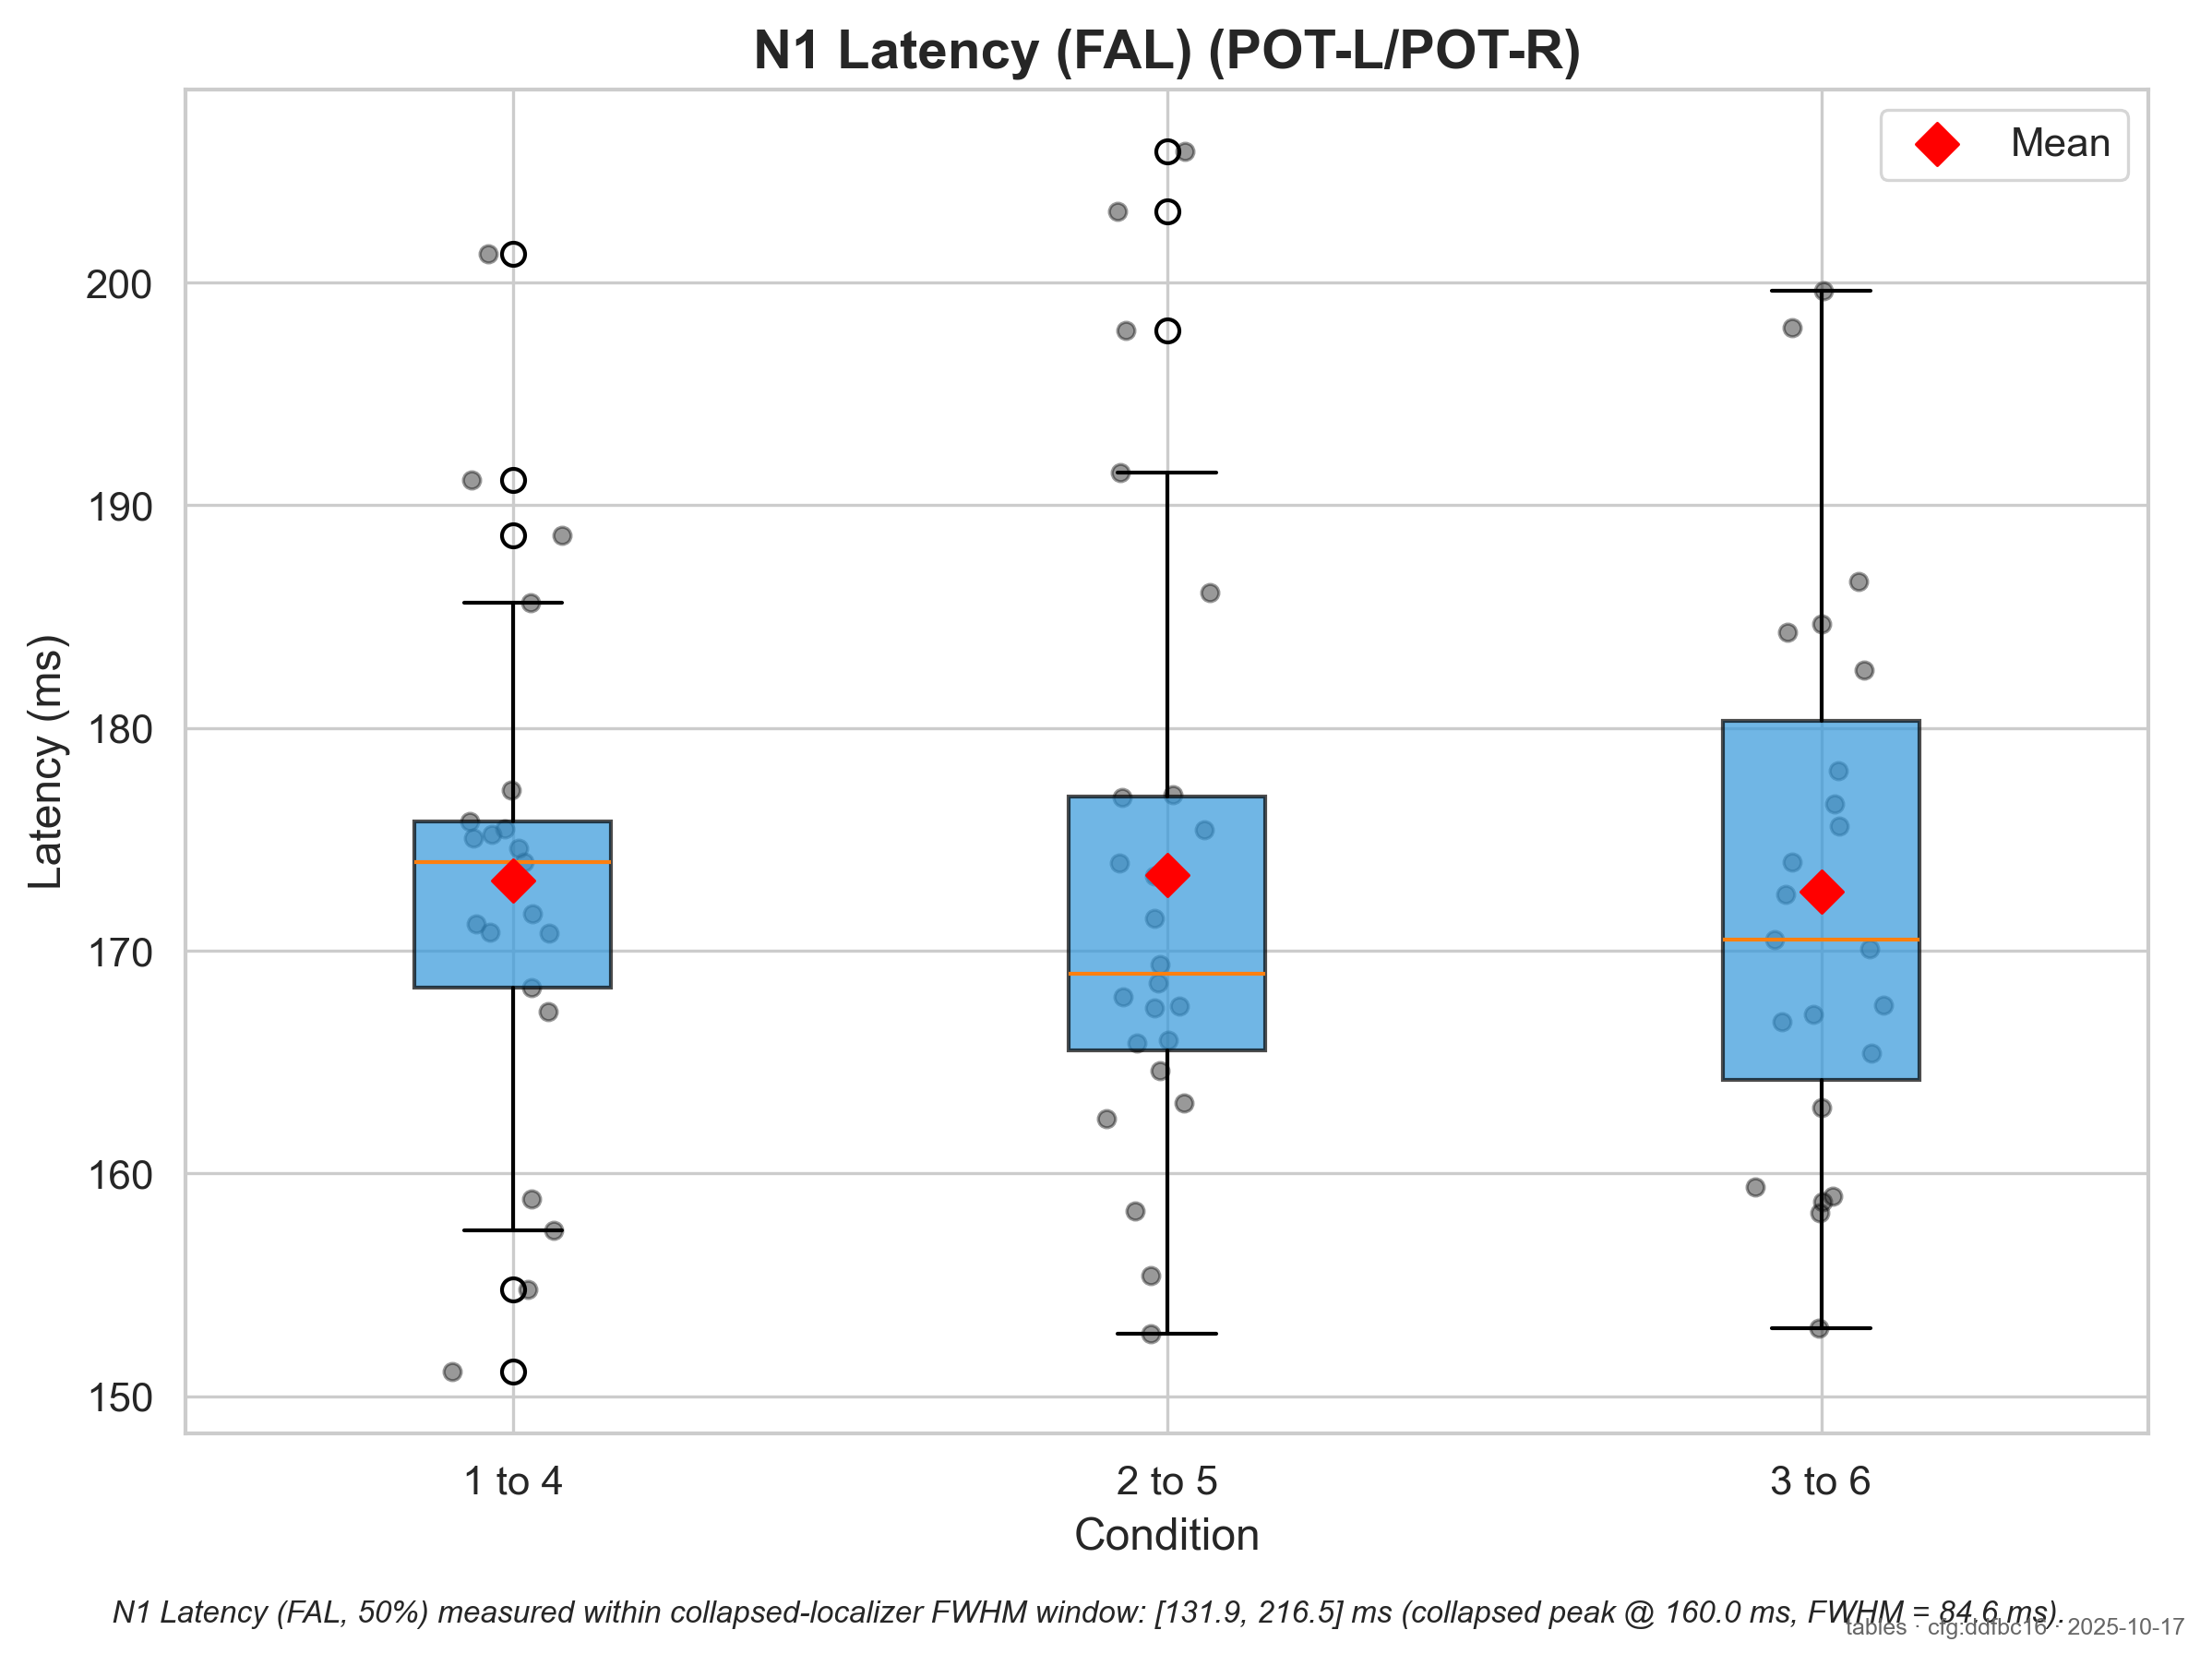 N1 Latency (FAL) (POT-L/POT-R)
Mean
Latency (ms)
200
190
180
170
160
150
1 to 4
2 to 5
3 to 6
Condition
N1 Latency (FAL, 50%) measured within collapsed-localizer FWHM window: [131.9, 216.5] ms (collapsed peak @ 160.0 ms, FWHM = 84.6 ms).
tables · cfg:ddfbc16 · 2025-10-17